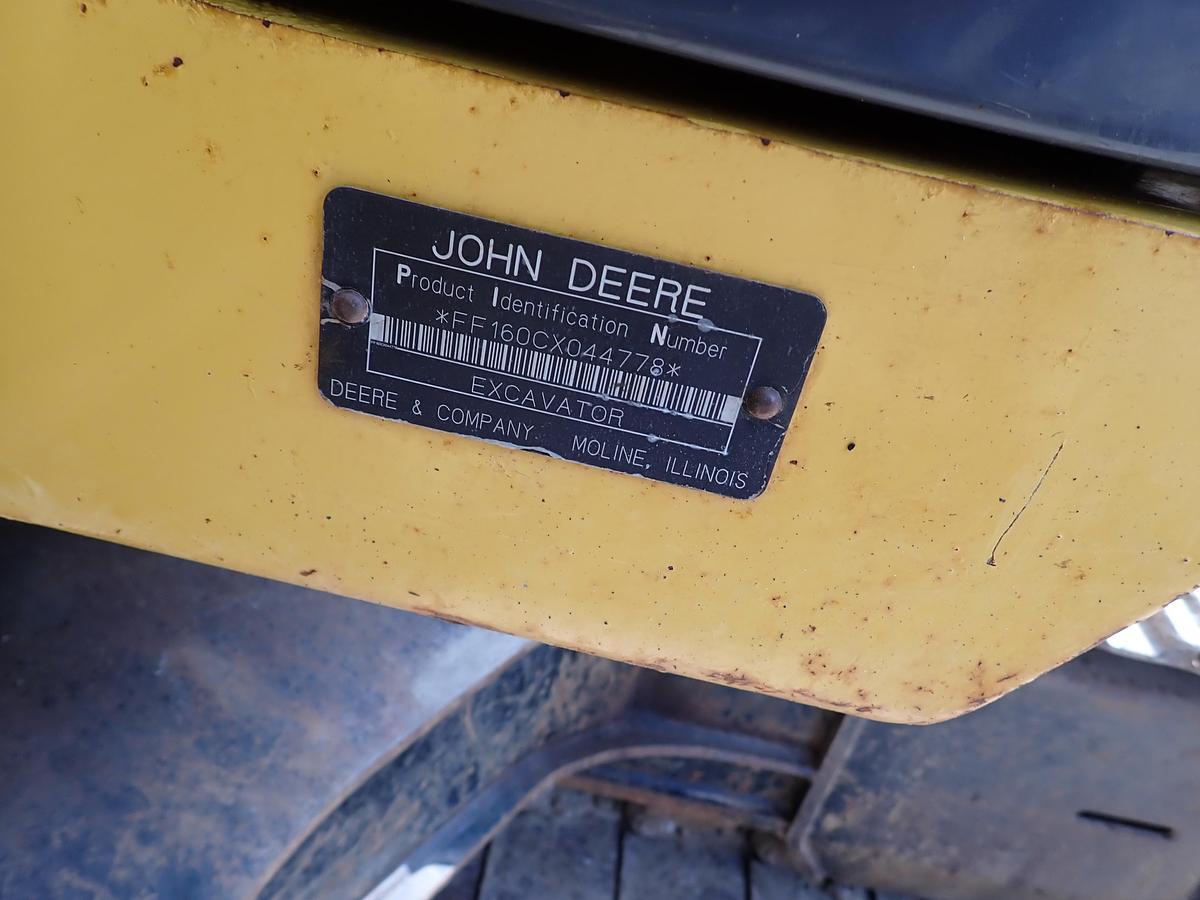 JOHN DEERE
Product Identification Number
*FF160CX044778*
EXCAVATOR
DEERE & COMPANY MOLINE, ILLINOIS